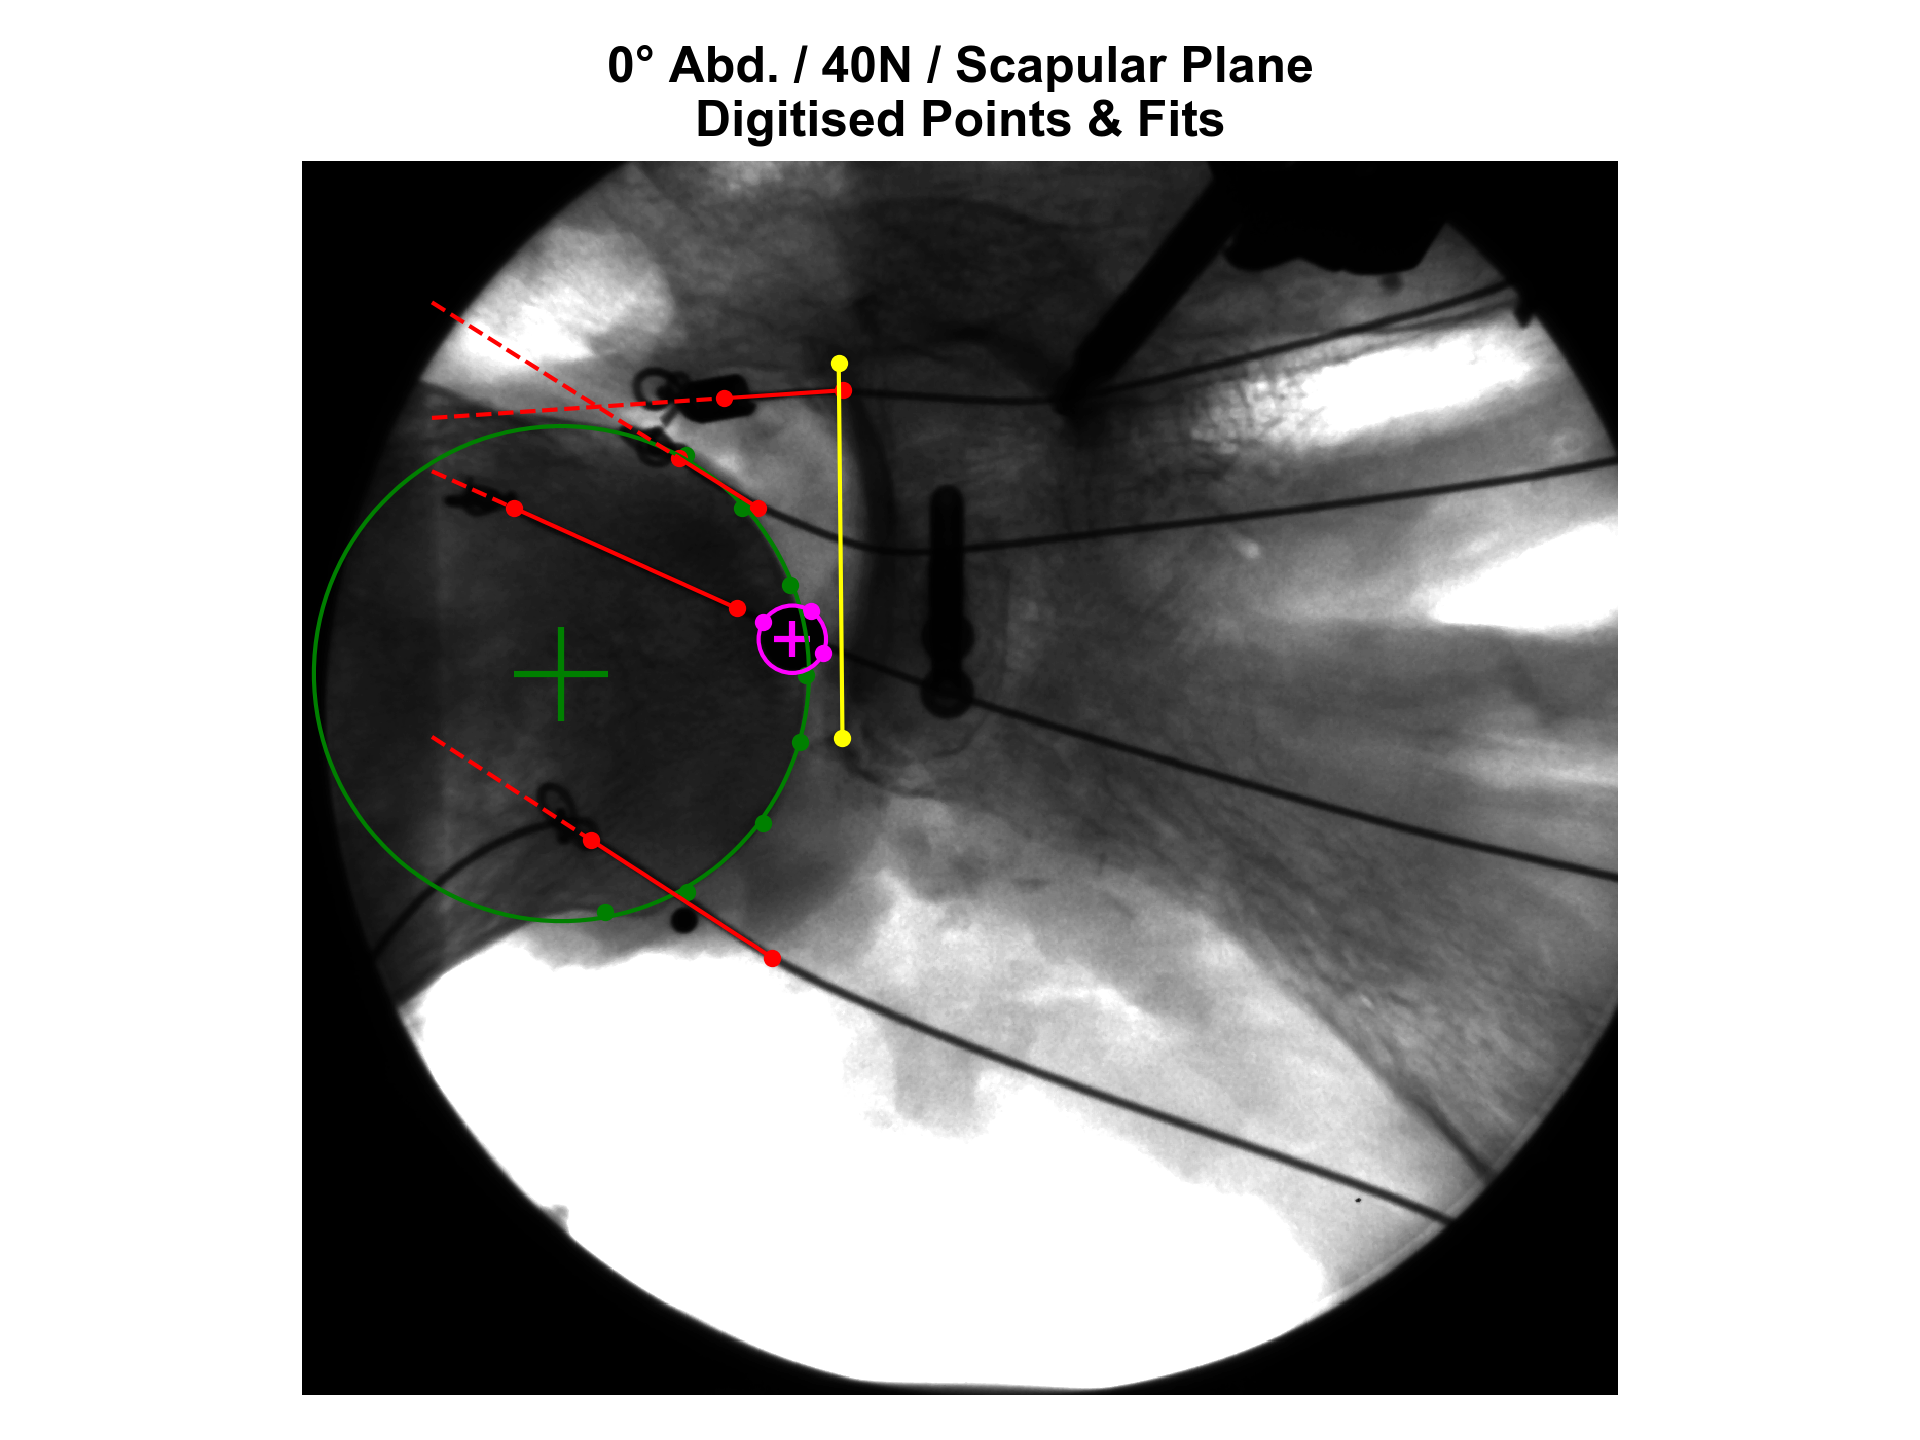 0° Abd. / 40N / Scapular Plane
Digitised Points & Fits